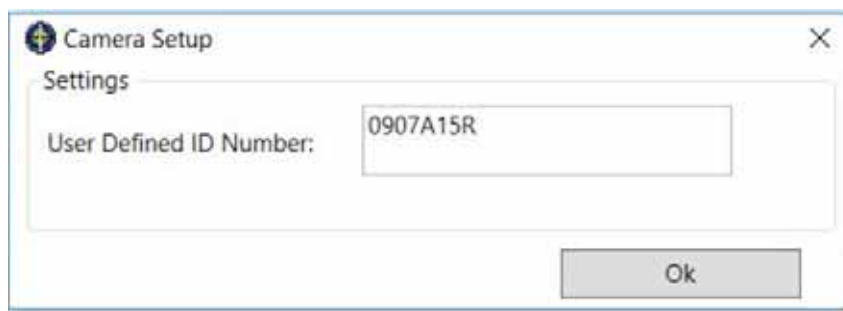 Camera Setup
Settings
User Defined ID Number:
0907A15R
Ok